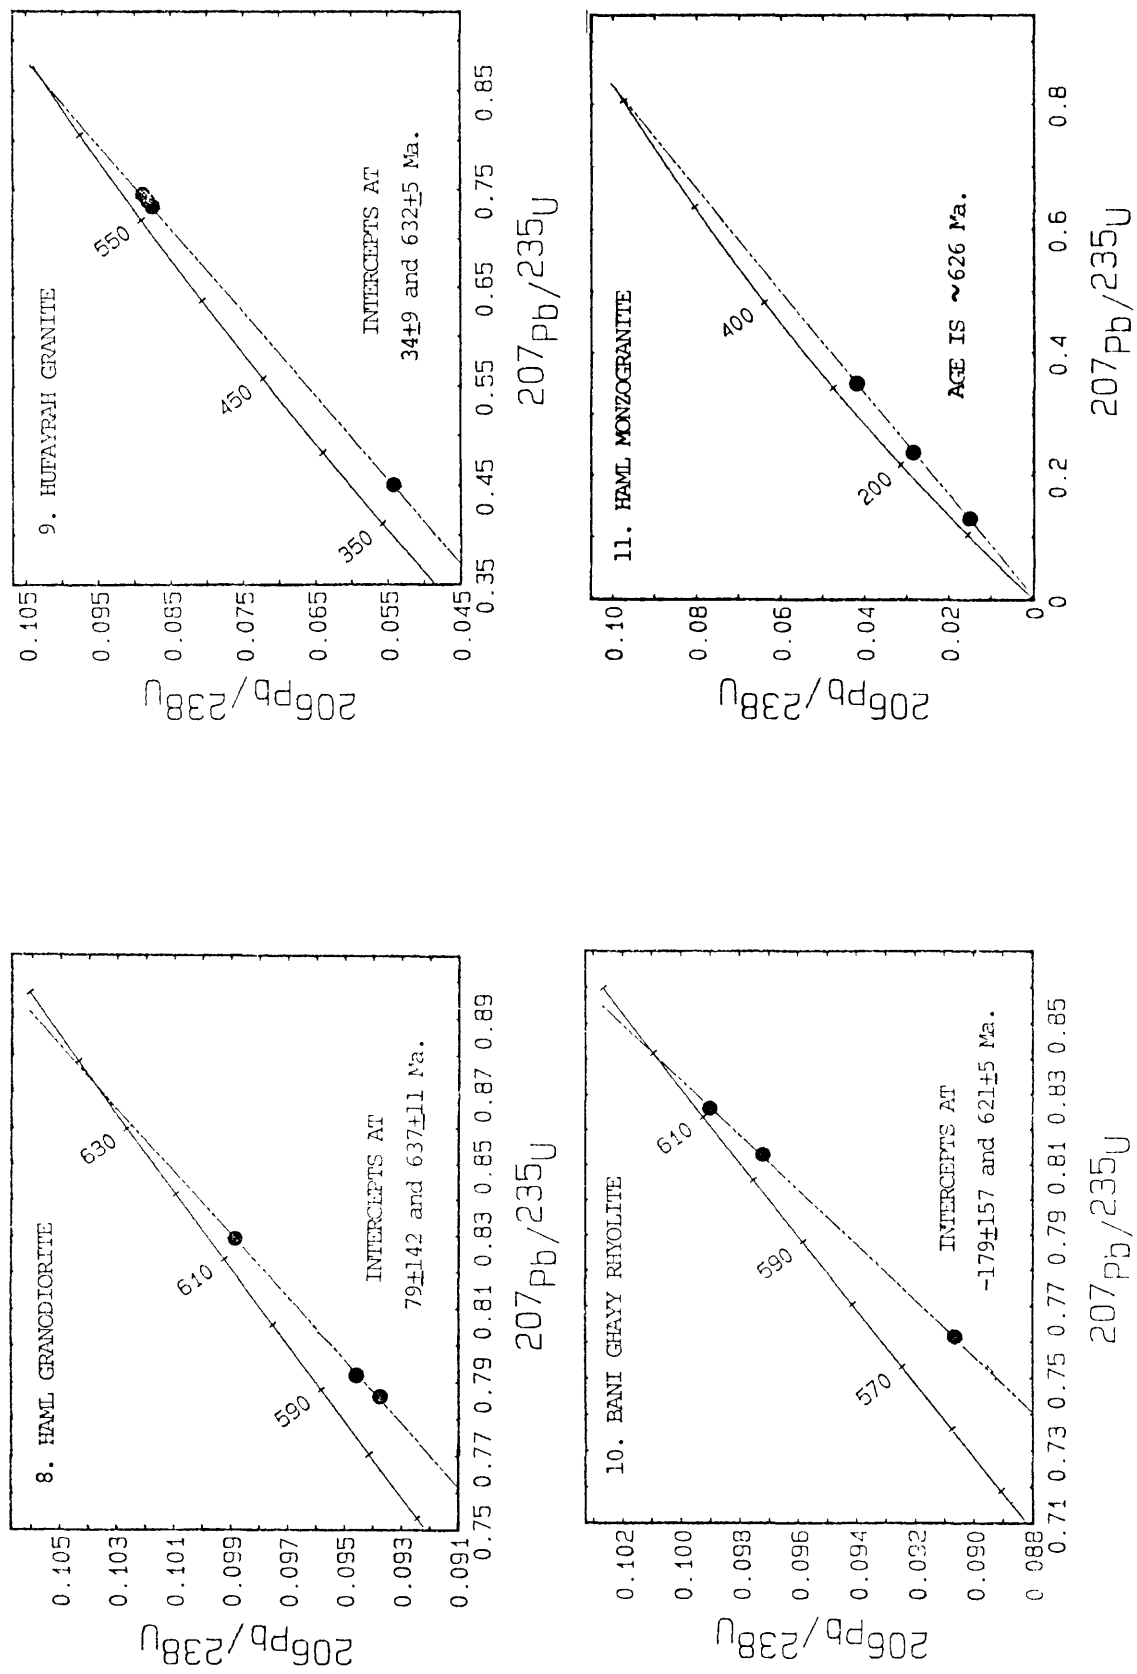 8. HAML GRANODIORITE
630
610
590
INTERCEPTS AT
79±142 and 637±11 Ma.
0.105
0.103
0.101
0.099
0.097
0.095
0.093
0.091
206Pb/238U
0.75 0.77 0.79 0.81 0.83 0.85 0.87 0.89
207Pb/235U
9. HUFAYRAH GRANITE
550
450
350
INTERCEPTS AT
34±9 and 632±5 Ma.
0.105
0.095
0.085
0.075
0.065
0.055
0.045
206Pb/238U
0.35 0.45 0.55 0.65 0.75 0.85
207Pb/235U
10. BANI GHAYY RHYOLITE
610
590
570
INTERCEPTS AT
-179±157 and 621±5 Ma.
0.102
0.100
0.098
0.096
0.094
0.092
0.090
0.088
206Pb/238U
0.71 0.73 0.75 0.77 0.79 0.81 0.83 0.85
207Pb/235U
11. HAML MONZOGRANITE
400
200
AGE IS ~626 Ma.
0.10
0.08
0.06
0.04
0.02
0
206Pb/238U
0 0.2 0.4 0.6 0.8
207Pb/235U